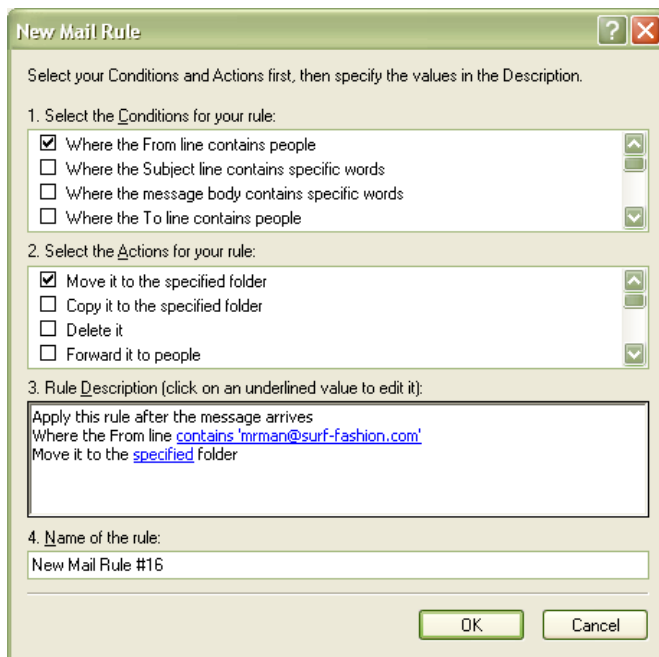 New Mail Rule
Select your Conditions and Actions first, then specify the values in the Description.
1. Select the Conditions for your rule:
Where the From line contains people
Where the Subject line contains specific words
Where the message body contains specific words
Where the To line contains people
2. Select the Actions for your rule:
Move it to the specified folder
Copy it to the specified folder
Delete it
Forward it to people
3. Rule Description (click on an underlined value to edit it):
Apply this rule after the message arrives
Where the From line contains 'mrman@surf-fashion.com'
Move it to the specified folder
4. Name of the rule:
New Mail Rule #16
OK Cancel